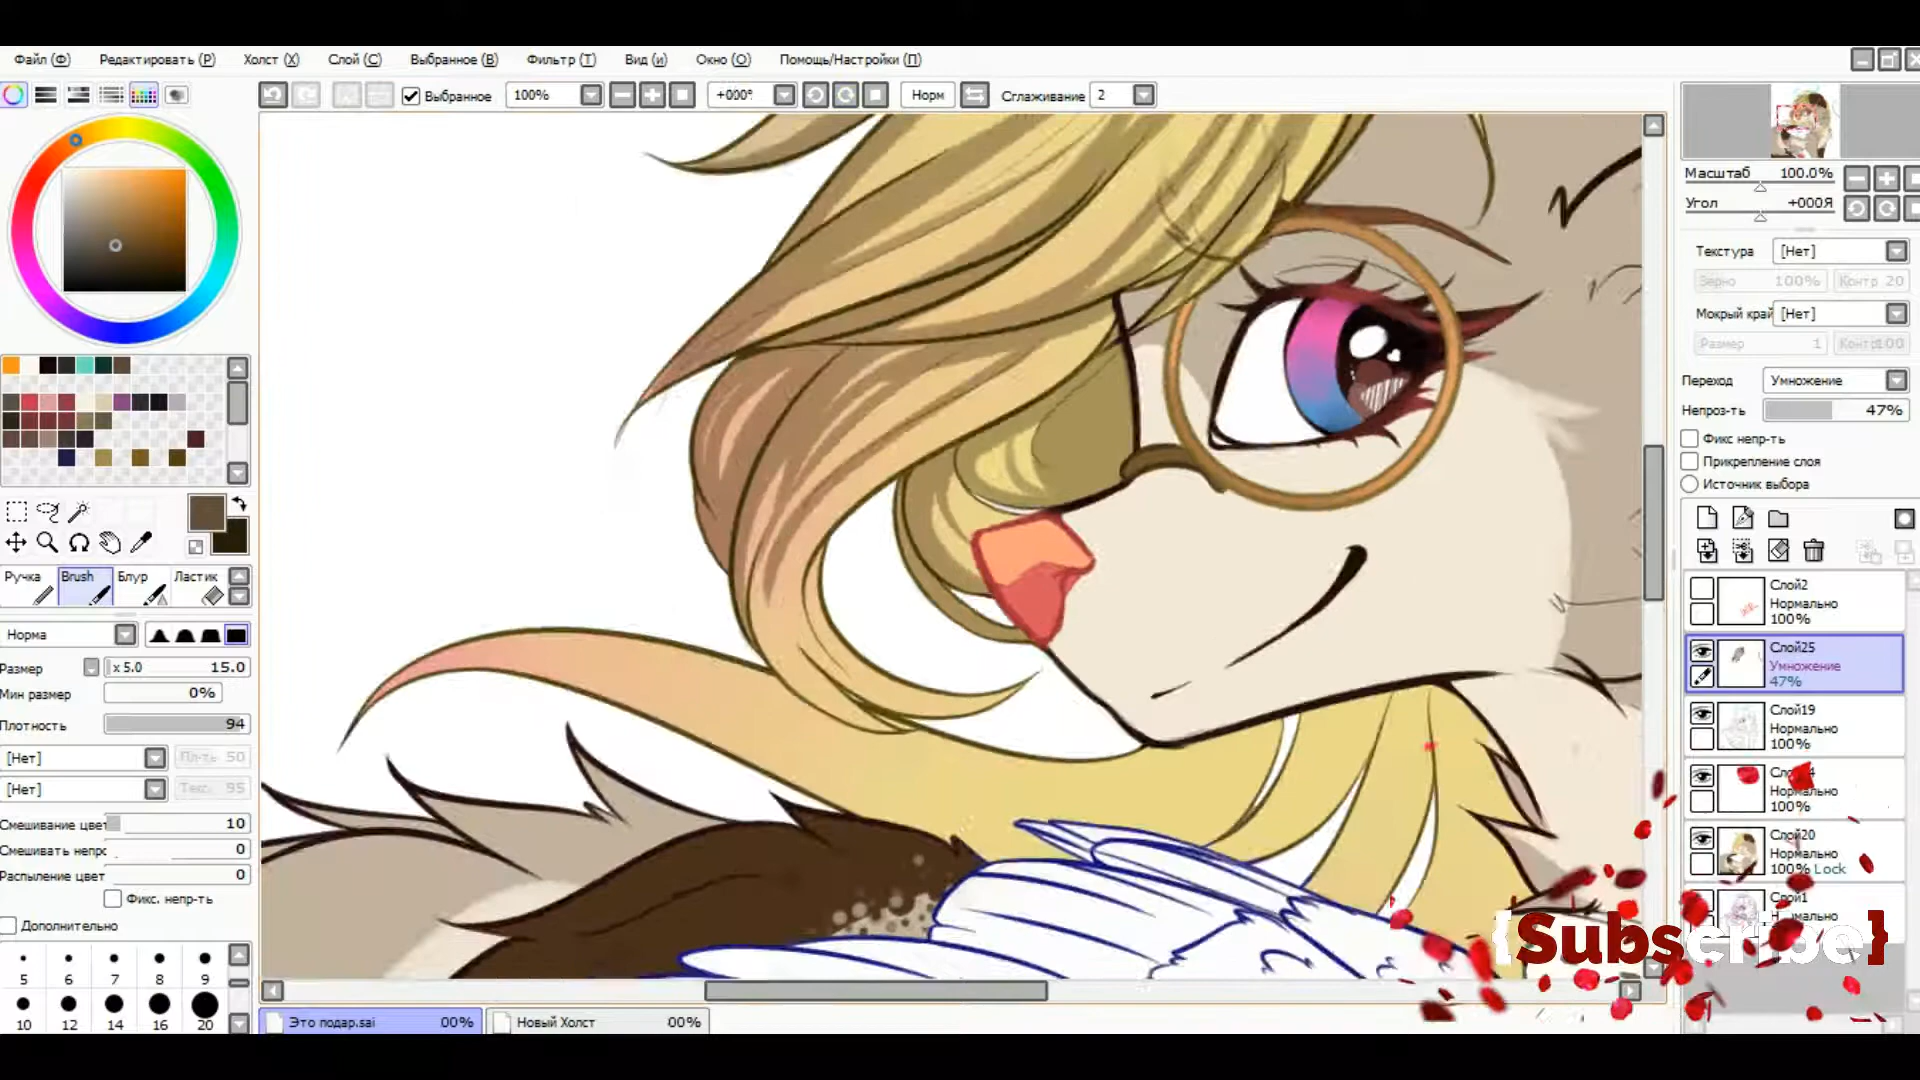 Файл (Ф) Редактировать (Р) Холст (Х) Слой (С) Выбранное (В) Фильтр (Т) Вид (и) Окно (О) Помощь/Настройки (П)
Выбранное 100% +000° Норм Сглаживание 2
Масштаб 100.0%
Угол +000Я
Текстура [Нет]
Зерно 100% Контр 20
Мокрый край [Нет]
Размер 1 Контр 100
Переход Умножение
Непроз-ть 47%
Фикс непр-ть
Прикрепление слоя
Источник выбора
Ручка Brush Блур Ластик
Норма
Размер x 5.0 15.0
Мин размер 0%
Плотность 94
[Нет] Пл-ть 50
[Нет] Текс. 95
Смешивание цвет 10
Смешивать непро 0
Распыление цвет 0
Фикс. непр-ть
Дополнительно
5 6 7 8 9
10 12 14 16 20
Слой2
Нормально
100%
Слой25
Умножение
47%
Слой19
Нормально
100%
Нормально
100%
Слой20
Нормально
100% Lock
Слой1
Нормально
{Subscribe}
Это подар.sai 00% Новый Холст 00%